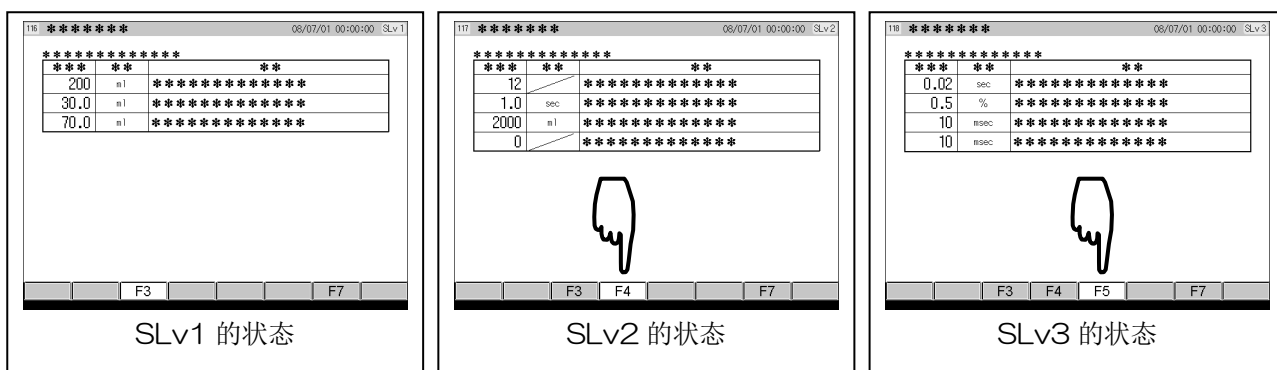 116 ******* 08/07/01 00:00:00 SLv1
*************
*** ** **
200 ml *************
30.0 ml *************
70.0 ml *************
F3 F7
SLv1 的状态
117 ******* 08/07/01 00:00:00 SLv2
*************
*** ** **
12 *************
1.0 sec *************
2000 ml *************
0 *************
F3 F4 F7
SLv2 的状态
118 ******* 08/07/01 00:00:00 SLv3
*************
*** ** **
0.02 sec *************
0.5 % *************
10 msec *************
10 msec *************
F3 F4 F5 F7
SLv3 的状态